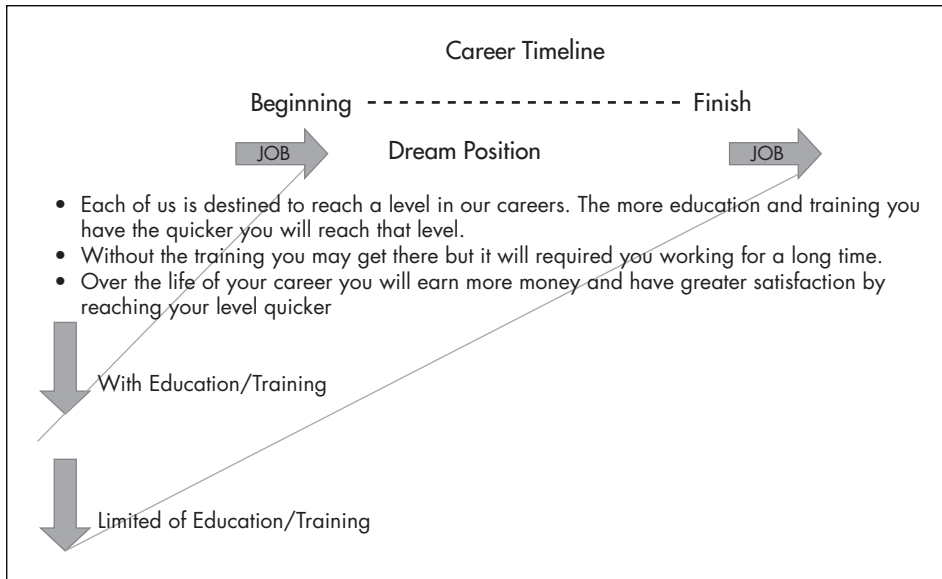 Career Timeline
Beginning ------------------------ Finish
JOB Dream Position JOB
• Each of us is destined to reach a level in our careers. The more education and training you
have the quicker you will reach that level.
• Without the training you may get there but it will required you working for a long time.
• Over the life of your career you will earn more money and have greater satisfaction by
reaching your level quicker
With Education/Training
Limited of Education/Training